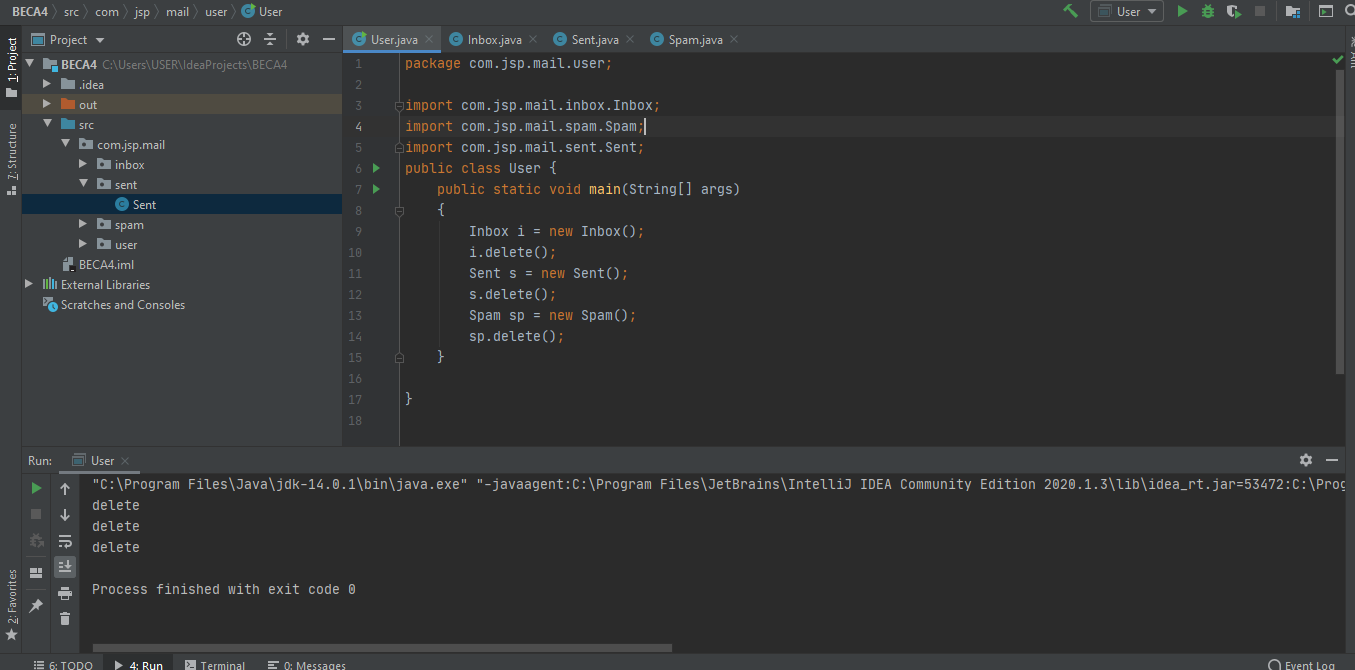 BECA4 src com jsp mail user User
User
Project
User.java Inbox.java Sent.java Spam.java
1: Project
7: Structure
2: Favorites
BECA4 C:\Users\USER\IdeaProjects\BECA4
.idea
out
src
com.jsp.mail
inbox
sent
Sent
spam
user
BECA4.iml
External Libraries
Scratches and Consoles
1 package com.jsp.mail.user;
2
3 import com.jsp.mail.inbox.Inbox;
4 import com.jsp.mail.spam.Spam;
5 import com.jsp.mail.sent.Sent;
6 public class User {
7 public static void main(String[] args)
8 {
9 Inbox i = new Inbox();
10 i.delete();
11 Sent s = new Sent();
12 s.delete();
13 Spam sp = new Spam();
14 sp.delete();
15 }
16
17 }
18
Run: User
"C:\Program Files\Java\jdk-14.0.1\bin\java.exe" "-javaagent:C:\Program Files\JetBrains\IntelliJ IDEA Community Edition 2020.1.3\lib\idea_rt.jar=53472:C:\Prog
delete
delete
delete
Process finished with exit code 0
6: TODO 4: Run Terminal 0: Messages Event Log